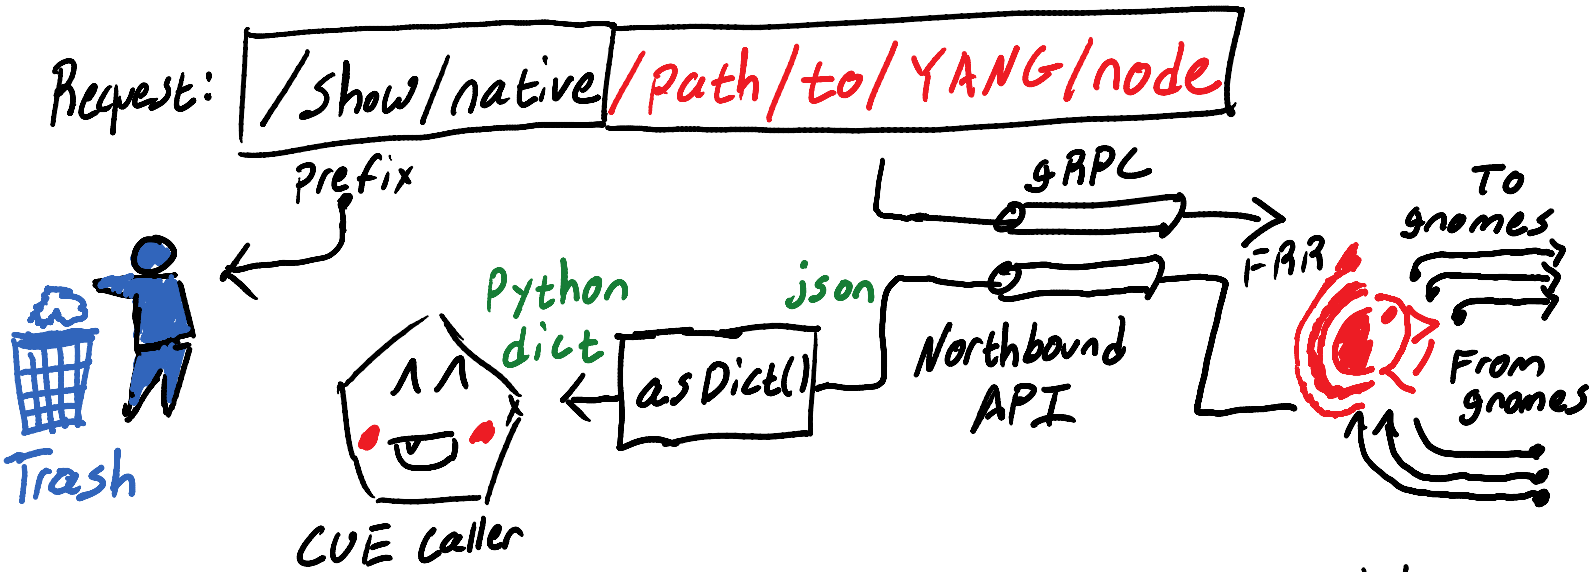 Request: /show/native/path/to/YANG/node
Prefix
gRPC
To
gnomes
FRR
Python
dict
json
asDict()
Northbound
API
From
gnomes
Trash
CUE Caller